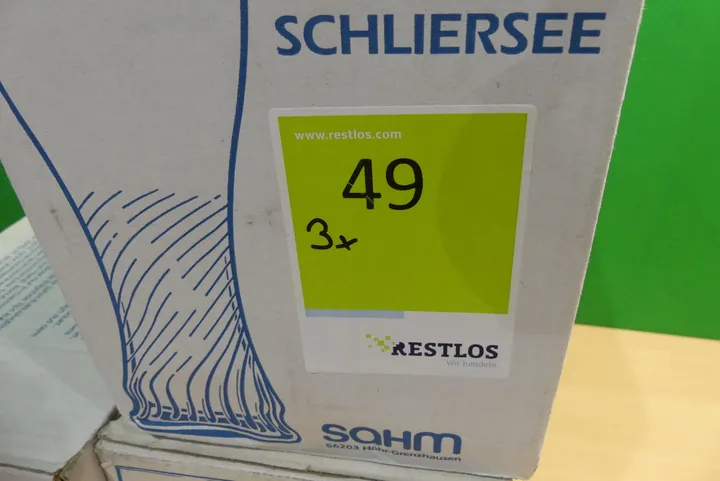 SCHLIERSEE
www.restlos.com
49
3x
RESTLOS
Wir handeln.
SAHM
56203 Höhr-Grenzhausen